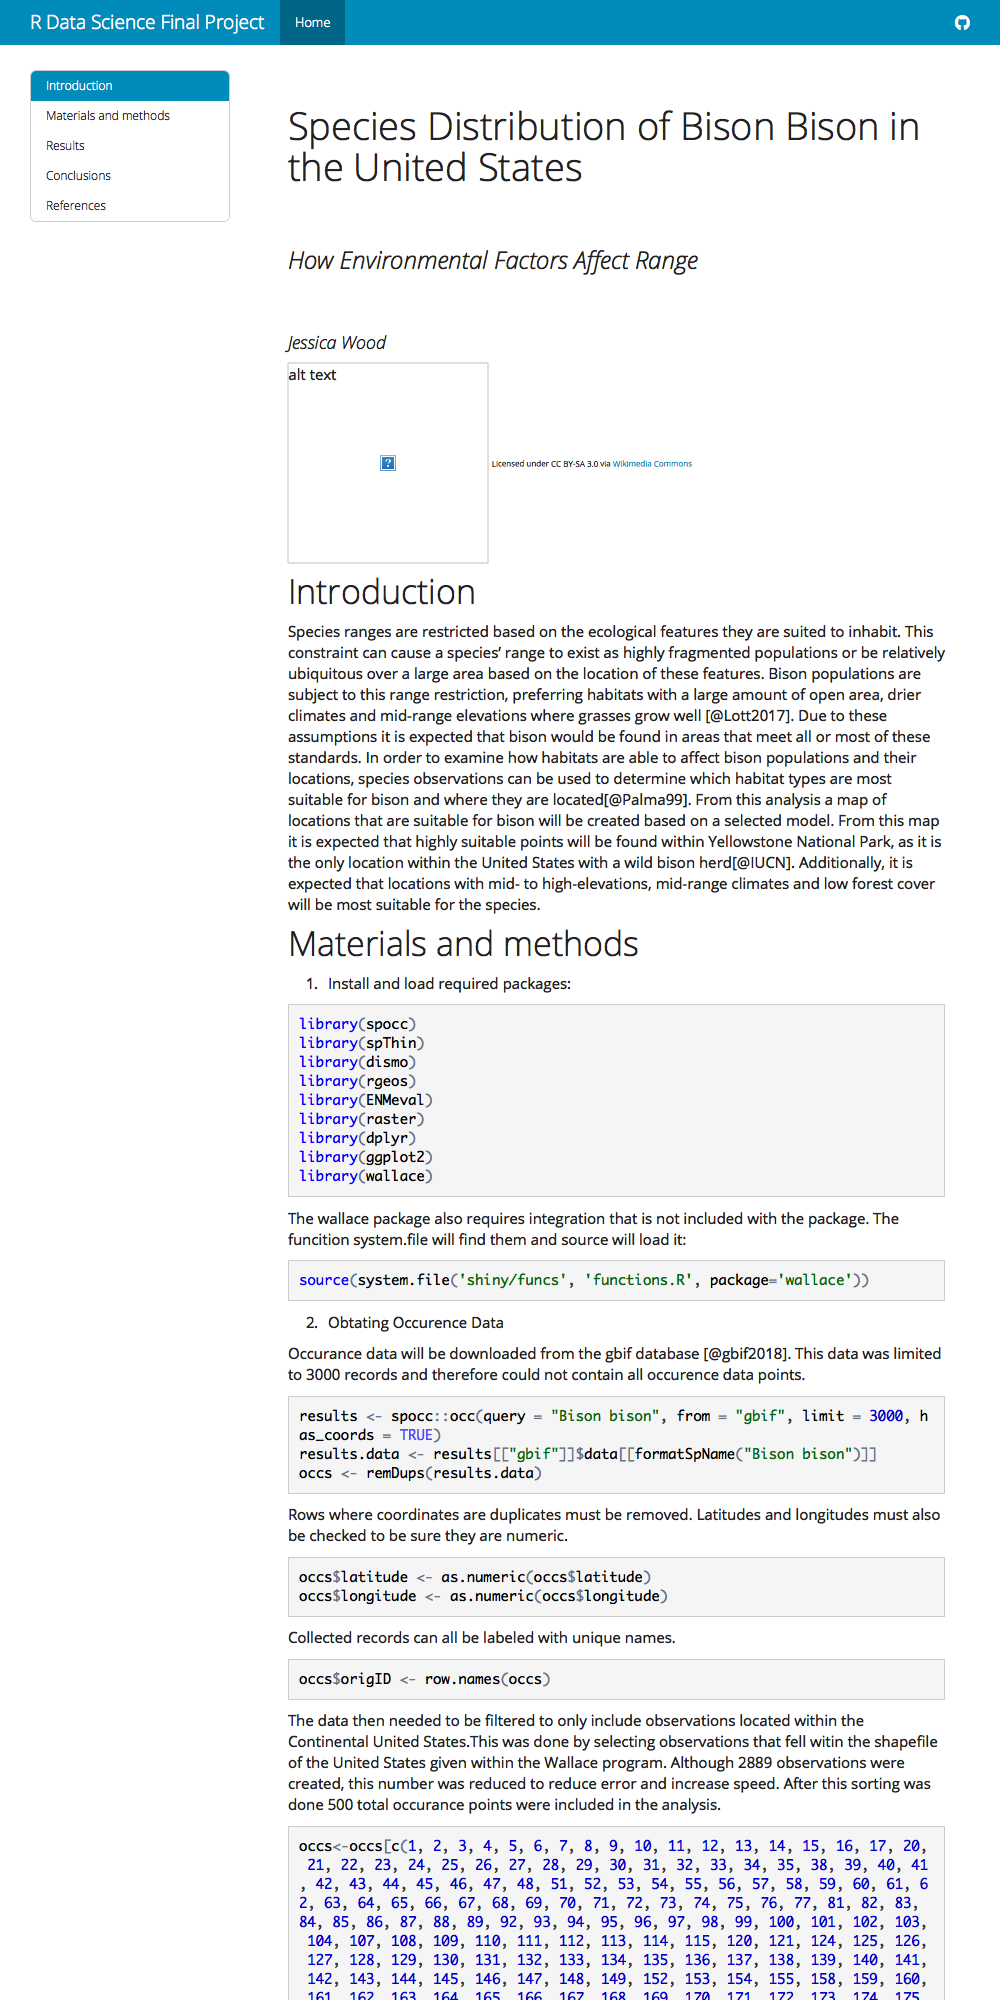 R Data Science Final Project
Home
Introduction
Materials and methods
Results
Conclusions
References
Species Distribution of Bison Bison in
the United States
How Environmental Factors Affect Range
Jessica Wood
alt text
?
Licensed under CC BY-SA 3.0 via Wikimedia Commons
Introduction
Species ranges are restricted based on the ecological features they are suited to inhabit. This
constraint can cause a species’ range to exist as highly fragmented populations or be relatively
ubiquitous over a large area based on the location of these features. Bison populations are
subject to this range restriction, preferring habitats with a large amount of open area, drier
climates and mid-range elevations where grasses grow well [@Lott2017]. Due to these
assumptions it is expected that bison would be found in areas that meet all or most of these
standards. In order to examine how habitats are able to affect bison populations and their
locations, species observations can be used to determine which habitat types are most
suitable for bison and where they are located[@Palma99]. From this analysis a map of
locations that are suitable for bison will be created based on a selected model. From this map
it is expected that highly suitable points will be found within Yellowstone National Park, as it is
the only location within the United States with a wild bison herd[@IUCN]. Additionally, it is
expected that locations with mid- to high-elevations, mid-range climates and low forest cover
will be most suitable for the species.
Materials and methods
1. Install and load required packages:
library(spocc)
library(spThin)
library(dismo)
library(rgeos)
library(ENMeval)
library(raster)
library(dplyr)
library(ggplot2)
library(wallace)
The wallace package also requires integration that is not included with the package. The
funcition system.file will find them and source will load it:
source(system.file('shiny/funcs', 'functions.R', package='wallace'))
2. Obtating Occurence Data
Occurance data will be downloaded from the gbif database [@gbif2018]. This data was limited
to 3000 records and therefore could not contain all occurence data points.
results <- spocc::occ(query = "Bison bison", from = "gbif", limit = 3000, h
as_coords = TRUE)
results.data <- results[["gbif"]]$data[[formatSpName("Bison bison")]]
occs <- remDups(results.data)
Rows where coordinates are duplicates must be removed. Latitudes and longitudes must also
be checked to be sure they are numeric.
occs$latitude <- as.numeric(occs$latitude)
occs$longitude <- as.numeric(occs$longitude)
Collected records can all be labeled with unique names.
occs$origID <- row.names(occs)
The data then needed to be filtered to only include observations located within the
Continental United States.This was done by selecting observations that fell witin the shapefile
of the United States given within the Wallace program. Although 2889 observations were
created, this number was reduced to reduce error and increase speed. After this sorting was
done 500 total occurance points were included in the analysis.
occs<-occs[c(1, 2, 3, 4, 5, 6, 7, 8, 9, 10, 11, 12, 13, 14, 15, 16, 17, 20,
21, 22, 23, 24, 25, 26, 27, 28, 29, 30, 31, 32, 33, 34, 35, 38, 39, 40, 41
, 42, 43, 44, 45, 46, 47, 48, 51, 52, 53, 54, 55, 56, 57, 58, 59, 60, 61, 6
2, 63, 64, 65, 66, 67, 68, 69, 70, 71, 72, 73, 74, 75, 76, 77, 81, 82, 83,
84, 85, 86, 87, 88, 89, 92, 93, 94, 95, 96, 97, 98, 99, 100, 101, 102, 103,
104, 107, 108, 109, 110, 111, 112, 113, 114, 115, 120, 121, 124, 125, 126,
127, 128, 129, 130, 131, 132, 133, 134, 135, 136, 137, 138, 139, 140, 141,
142, 143, 144, 145, 146, 147, 148, 149, 152, 153, 154, 155, 158, 159, 160,
161, 162, 163, 164, 165, 166, 167, 168, 169, 170, 171, 172, 173, 174, 175